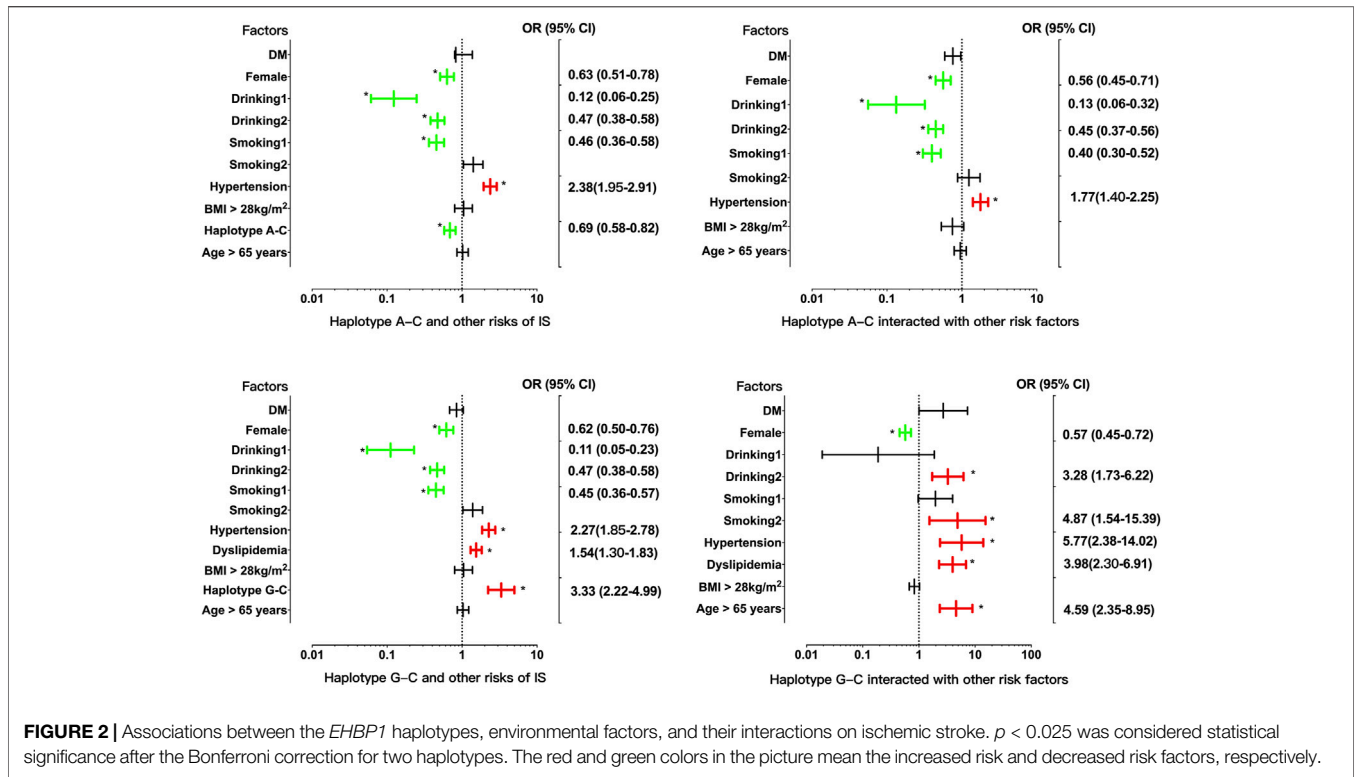 Factors OR (95% CI)
DM
Female * 0.63 (0.51-0.78)
Drinking1 * 0.12 (0.06-0.25)
Drinking2 * 0.47 (0.38-0.58)
Smoking1 * 0.46 (0.36-0.58)
Smoking2
Hypertension * 2.38(1.95-2.91)
BMI > 28kg/m²
Haplotype A-C * 0.69 (0.58-0.82)
Age > 65 years
0.01 0.1 1 10
Haplotype A–C and other risks of IS
Factors OR (95% CI)
DM
Female * 0.56 (0.45-0.71)
Drinking1 * 0.13 (0.06-0.32)
Drinking2 * 0.45 (0.37-0.56)
Smoking1 * 0.40 (0.30-0.52)
Smoking2
Hypertension * 1.77(1.40-2.25)
BMI > 28kg/m²
Age > 65 years
0.01 0.1 1 10
Haplotype A–C interacted with other risk factors
Factors OR (95% CI)
DM
Female * 0.62 (0.50-0.76)
Drinking1 * 0.11 (0.05-0.23)
Drinking2 * 0.47 (0.38-0.58)
Smoking1 * 0.45 (0.36-0.57)
Smoking2
Hypertension * 2.27(1.85-2.78)
Dyslipidemia * 1.54(1.30-1.83)
BMI > 28kg/m²
Haplotype G-C * 3.33 (2.22-4.99)
Age > 65 years
0.01 0.1 1 10
Haplotype G–C and other risks of IS
Factors OR (95% CI)
DM
Female * 0.57 (0.45-0.72)
Drinking1
Drinking2 * 3.28 (1.73-6.22)
Smoking1
Smoking2 * 4.87 (1.54-15.39)
Hypertension * 5.77(2.38-14.02)
Dyslipidemia * 3.98(2.30-6.91)
BMI > 28kg/m²
Age > 65 years * 4.59 (2.35-8.95)
0.01 0.1 1 10 100
Haplotype G–C interacted with other risk factors
FIGURE 2 | Associations between the EHBP1 haplotypes, environmental factors, and their interactions on ischemic stroke. p < 0.025 was considered statistical
significance after the Bonferroni correction for two haplotypes. The red and green colors in the picture mean the increased risk and decreased risk factors, respectively.